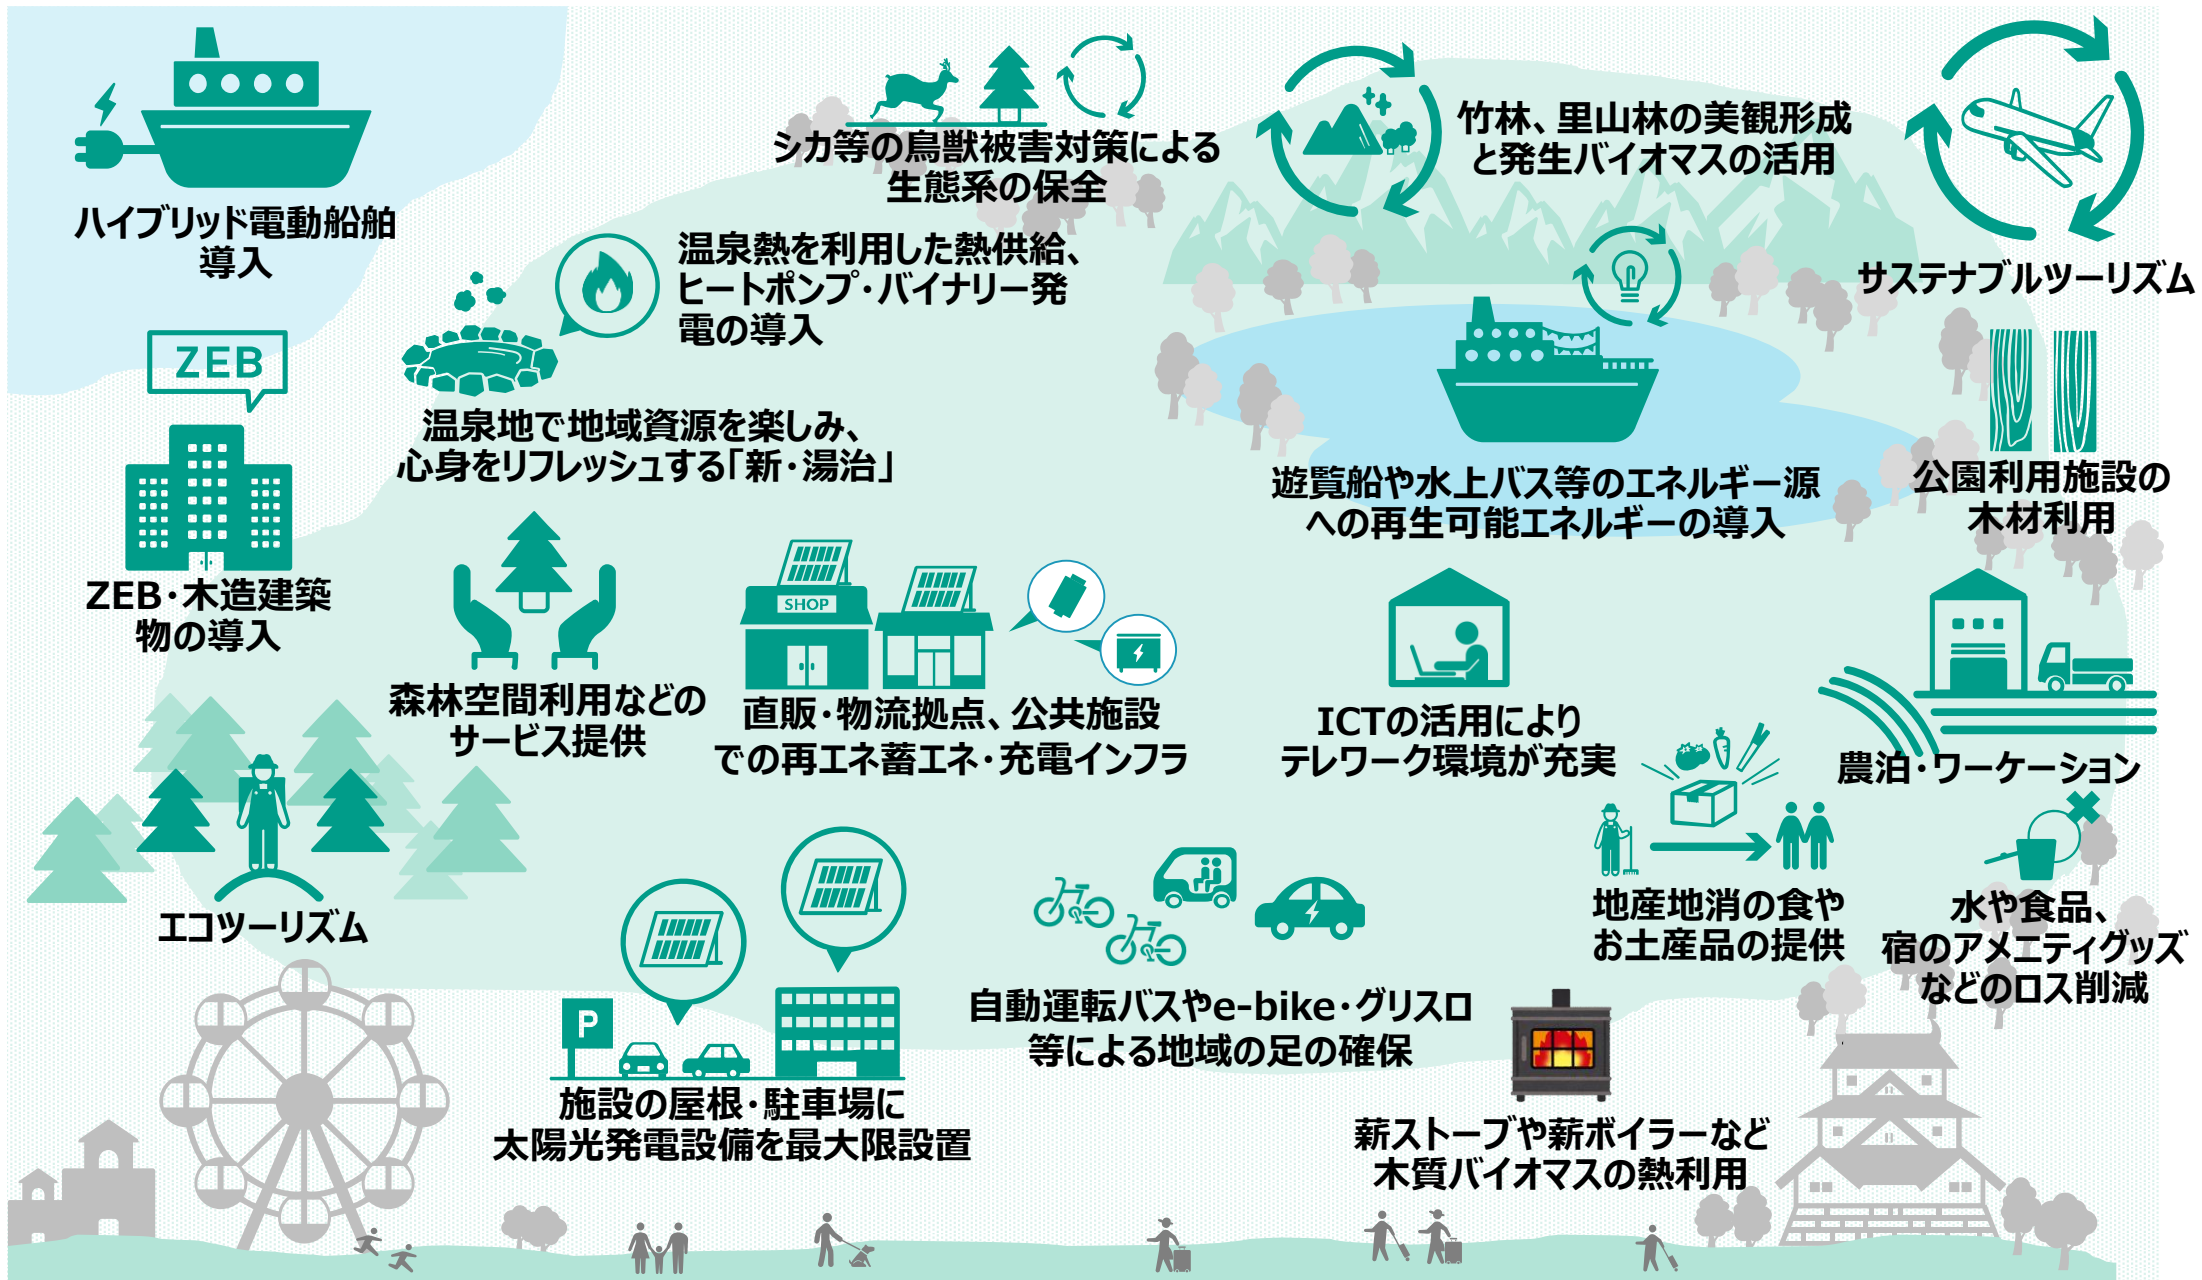 ハイブリッド電動船舶
導入
シカ等の鳥獣被害対策による
生態系の保全
竹林、里山林の美観形成
と発生バイオマスの活用
サステナブルツーリズム
温泉熱を利用した熱供給、
ヒートポンプ・バイナリー発
電の導入
温泉地で地域資源を楽しみ、
心身をリフレッシュする「新・湯治」
ZEB
ZEB・木造建築
物の導入
遊覧船や水上バス等のエネルギー源
への再生可能エネルギーの導入
公園利用施設の
木材利用
森林空間利用などの
サービス提供
SHOP
直販・物流拠点、公共施設
での再エネ蓄エネ・充電インフラ
ICTの活用により
テレワーク環境が充実
農泊・ワーケーション
エコツーリズム
P
施設の屋根・駐車場に
太陽光発電設備を最大限設置
自動運転バスやe-bike・グリスロ
等による地域の足の確保
地産地消の食や
お土産品の提供
水や食品、
宿のアメニティグッズ
などのロス削減
薪ストーブや薪ボイラーなど
木質バイオマスの熱利用